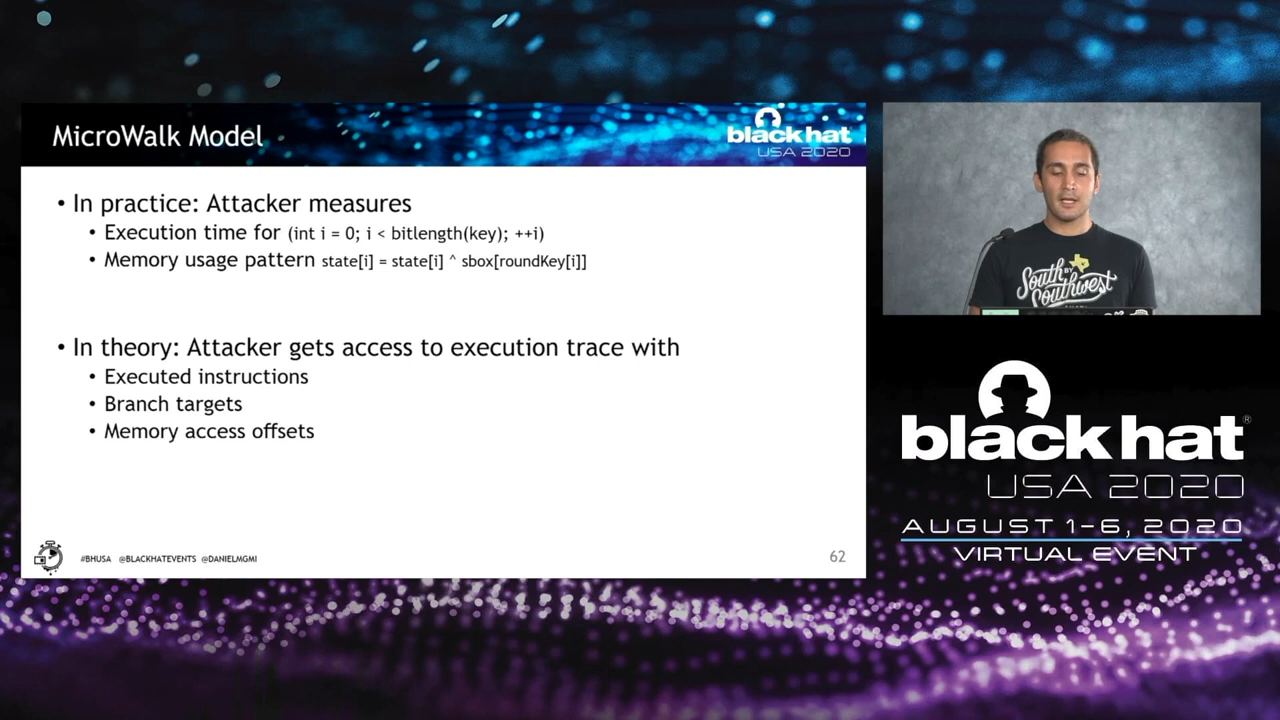 MicroWalk Model
black hat
USA 2020
• In practice: Attacker measures
• Execution time for (int i = 0; i < bitlength(key); ++i)
• Memory usage pattern state[i] = state[i] ^ sbox[roundKey[i]]
• In theory: Attacker gets access to execution trace with
• Executed instructions
• Branch targets
• Memory access offsets
#BHUSA @BLACKHATEVENTS @DANIELMGMI
62
South
BY
Southwest
black hat®
USA 2020
AUGUST 1-6, 2020
VIRTUAL EVENT